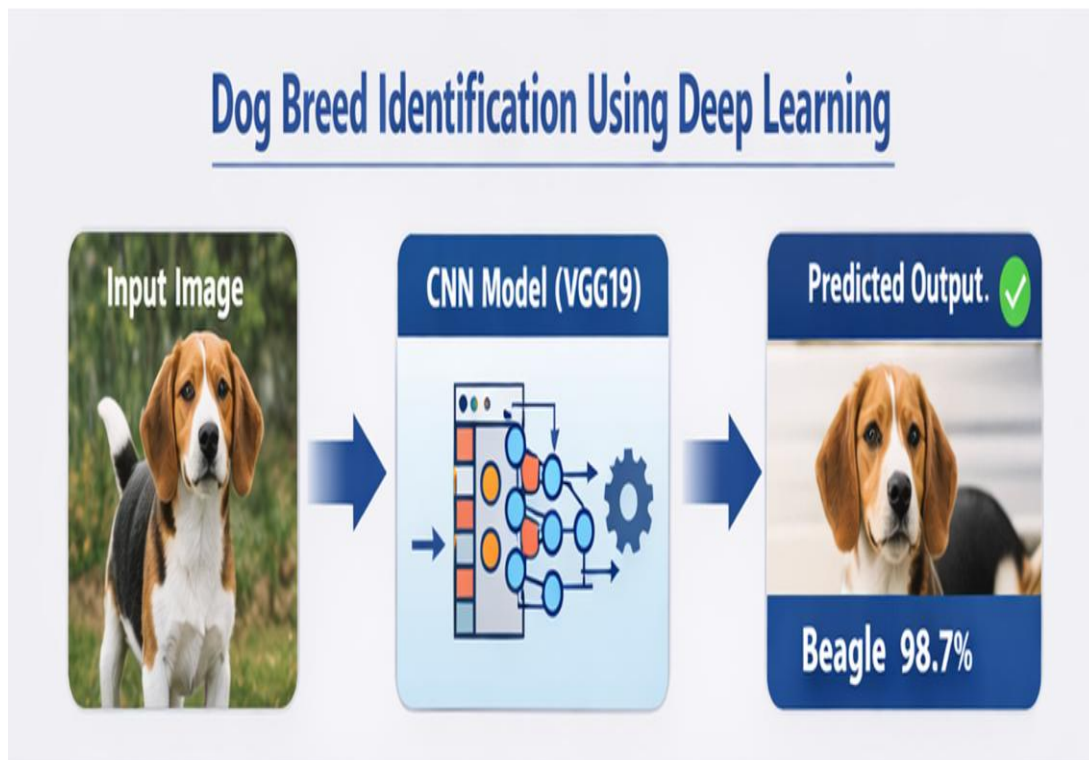 Dog Breed Identification Using Deep Learning
Input Image
CNN Model (VGG19)
Predicted Output.
Beagle 98.7%